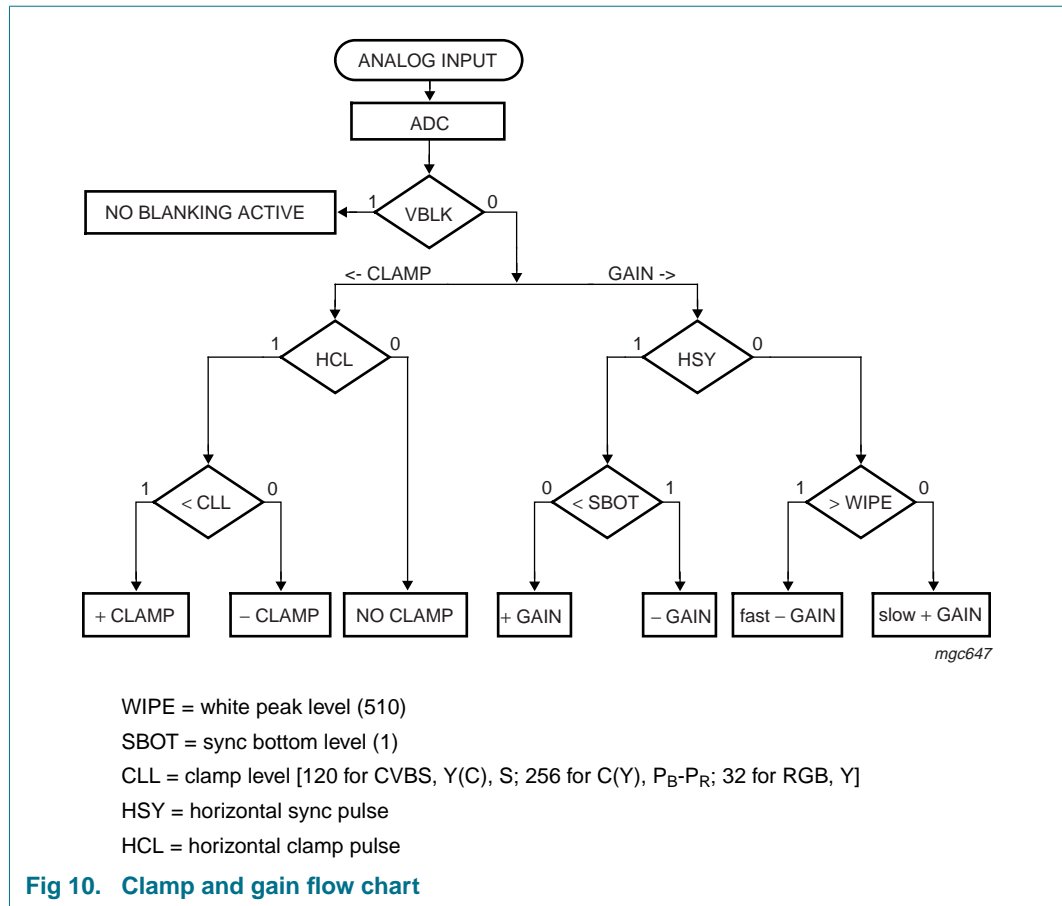 ANALOG INPUT
ADC
1 VBLK 0
NO BLANKING ACTIVE
<- CLAMP GAIN ->
1 HCL 0 1 HSY 0
1 < CLL 0 0 < SBOT 1 1 > WIPE 0
+ CLAMP − CLAMP NO CLAMP + GAIN − GAIN fast − GAIN slow + GAIN
mgc647
WIPE = white peak level (510)
SBOT = sync bottom level (1)
CLL = clamp level [120 for CVBS, Y(C), S; 256 for C(Y), PB-PR; 32 for RGB, Y]
HSY = horizontal sync pulse
HCL = horizontal clamp pulse
Fig 10. Clamp and gain flow chart